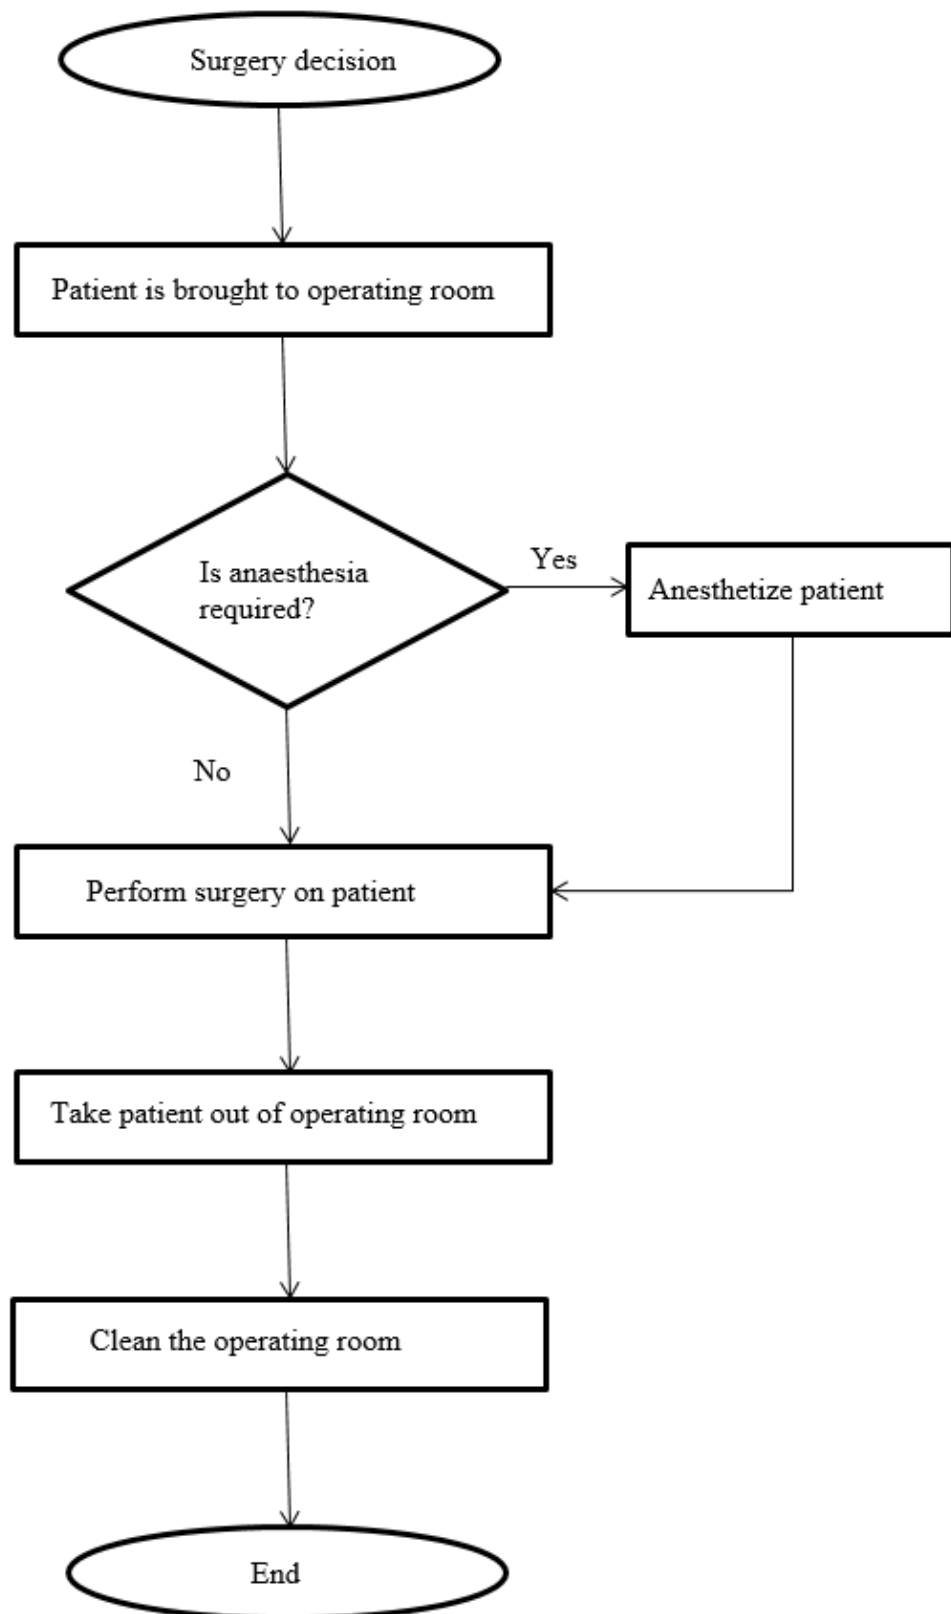 Surgery decision
Patient is brought to operating room
Is anaesthesia
required?
Yes
Anesthetize patient
No
Perform surgery on patient
Take patient out of operating room
Clean the operating room
End